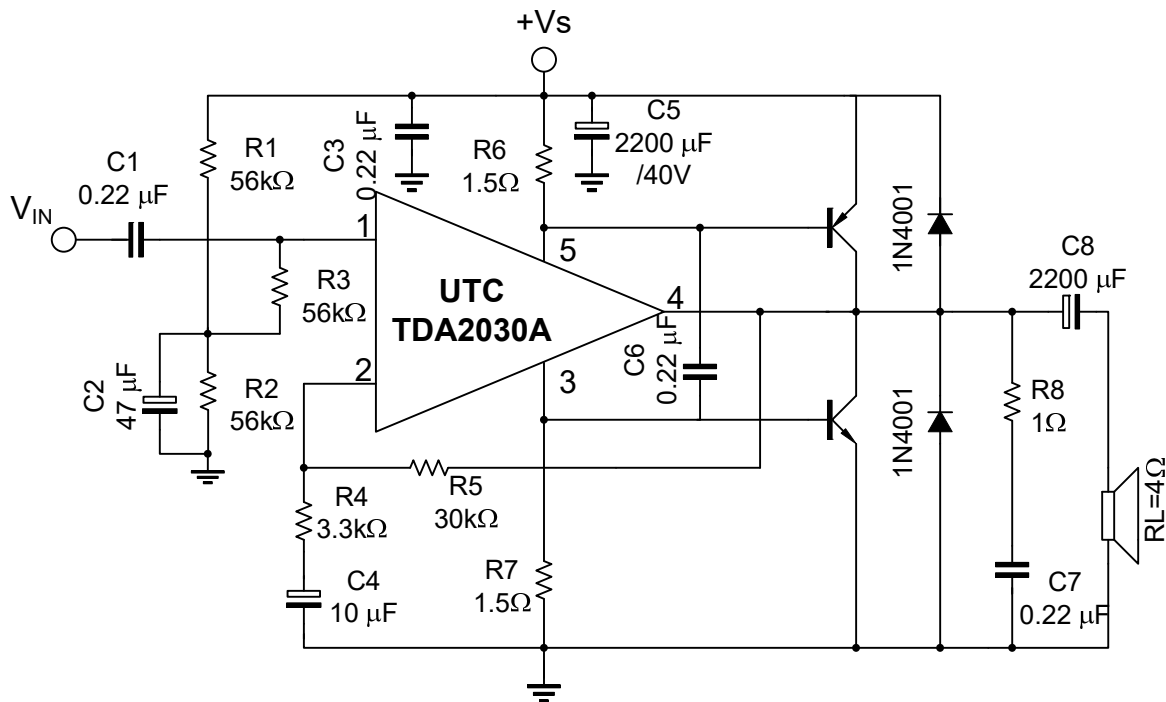 +Vs
C1
0.22 μF
V_IN
R1
56kΩ
C3
0.22 μF
R6
1.5Ω
C5
2200 μF
/40V
1N4001
C8
2200 μF
1
5
R3
56kΩ
UTC
TDA2030A
4
2
3
C6
0.22 μF
C2
47 μF
R2
56kΩ
1N4001
R8
1Ω
R5
30kΩ
R4
3.3kΩ
RL=4Ω
C4
10 μF
R7
1.5Ω
C7
0.22 μF